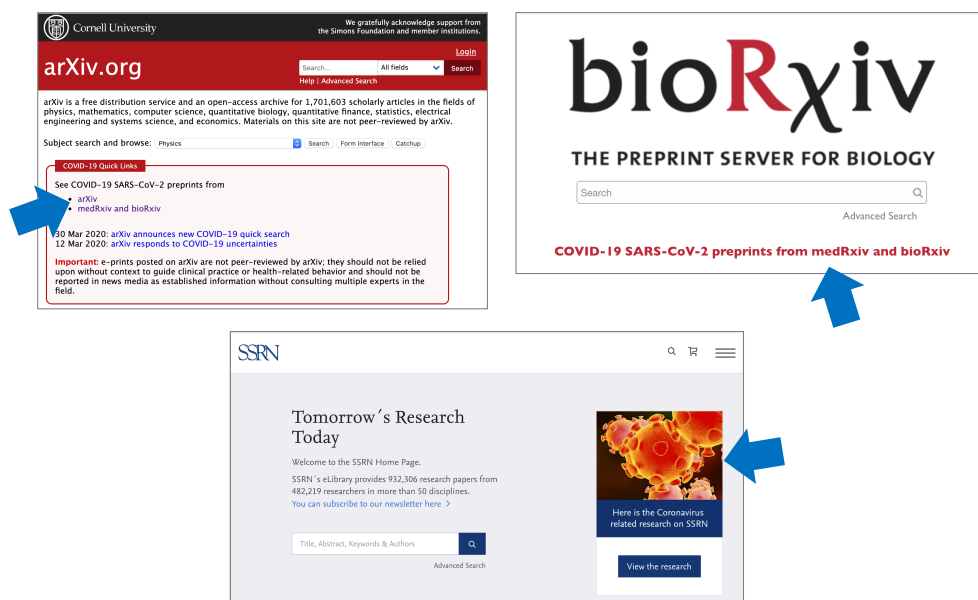 Cornell University
We gratefully acknowledge support from
the Simons Foundation and member institutions.
arXiv.org
Login
Search...
All fields
Search
Help | Advanced Search
arXiv is a free distribution service and an open-access archive for 1,701,603 scholarly articles in the fields of
physics, mathematics, computer science, quantitative biology, quantitative finance, statistics, electrical
engineering and systems science, and economics. Materials on this site are not peer-reviewed by arXiv.
Subject search and browse:
Physics
Search
Form Interface
Catchup
COVID-19 Quick Links
See COVID-19 SARS-CoV-2 preprints from
• arXiv
• medRxiv and bioRxiv
30 Mar 2020: arXiv announces new COVID-19 quick search
12 Mar 2020: arXiv responds to COVID-19 uncertainties
Important: e-prints posted on arXiv are not peer-reviewed by arXiv; they should not be relied
upon without context to guide clinical practice or health-related behavior and should not be
reported in news media as established information without consulting multiple experts in the
field.
bioRxiv
THE PREPRINT SERVER FOR BIOLOGY
Search
Advanced Search
COVID-19 SARS-CoV-2 preprints from medRxiv and bioRxiv
SSRN
Tomorrow´s Research
Today
Welcome to the SSRN Home Page.
SSRN´s eLibrary provides 932,306 research papers from
482,219 researchers in more than 50 disciplines.
You can subscribe to our newsletter here >
Title, Abstract, Keywords & Authors
Advanced Search
Here is the Coronavirus
related research on SSRN
View the research